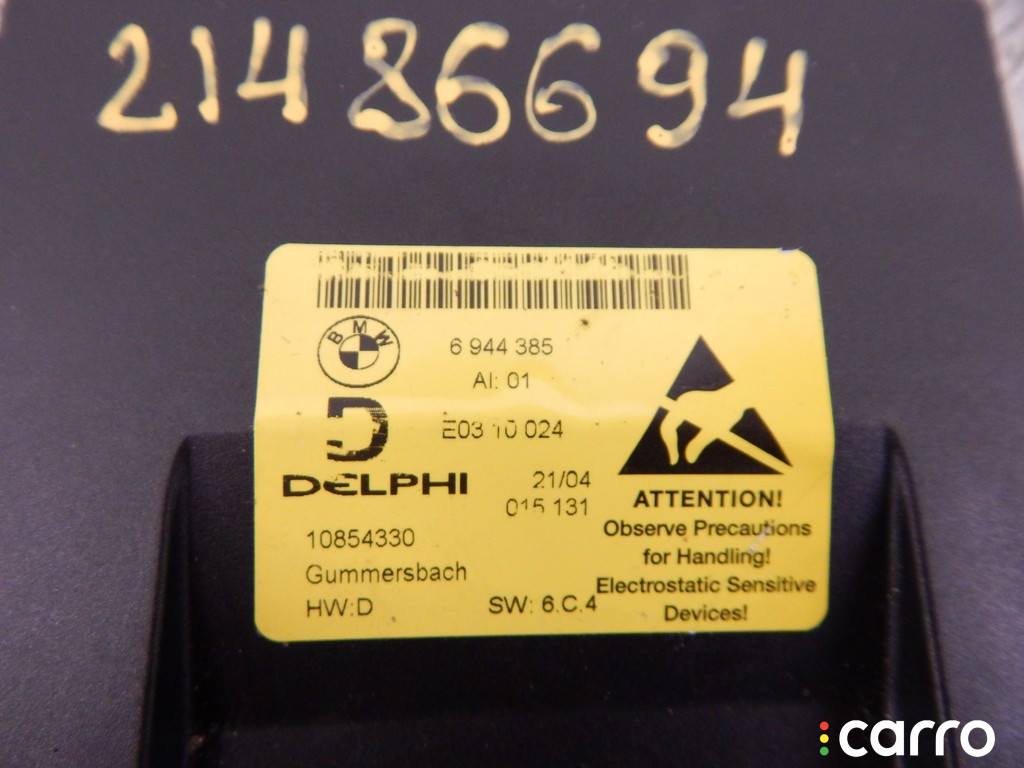 21486694
BMW
6 944 385
AI: 01
E03 10 024
DELPHI
21/04
015 131
10854330
Gummersbach
HW:D
SW: 6.C.4
ATTENTION!
Observe Precautions
for Handling!
Electrostatic Sensitive
Devices!
carro